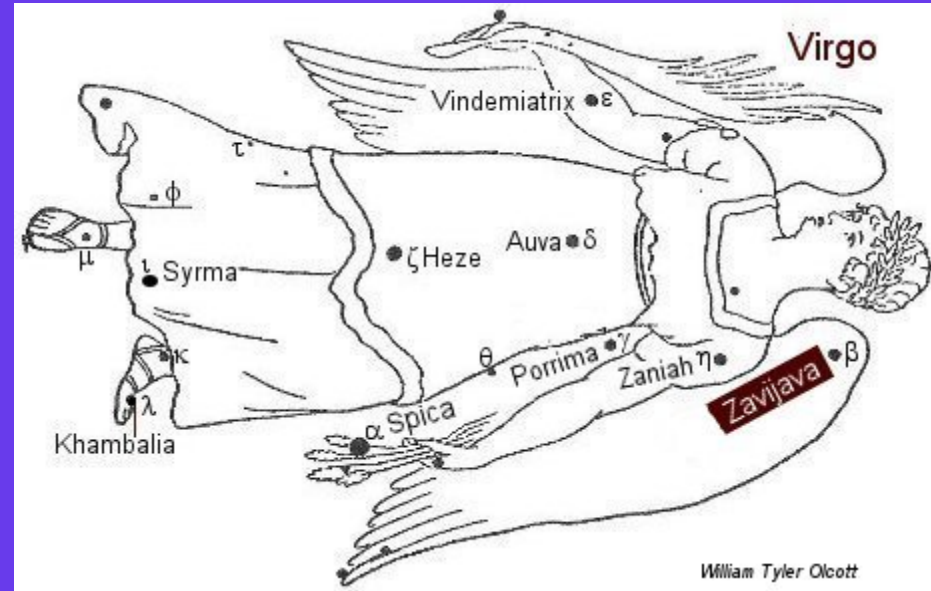 Virgo
Vindemiatrix ε
τ
φ
μ
ι Syrma
ζ Heze
Auva δ
κ
θ
Porrima γ
Zaniah η
Zavijava β
λ
Khambalia
α Spica
William Tyler Olcott